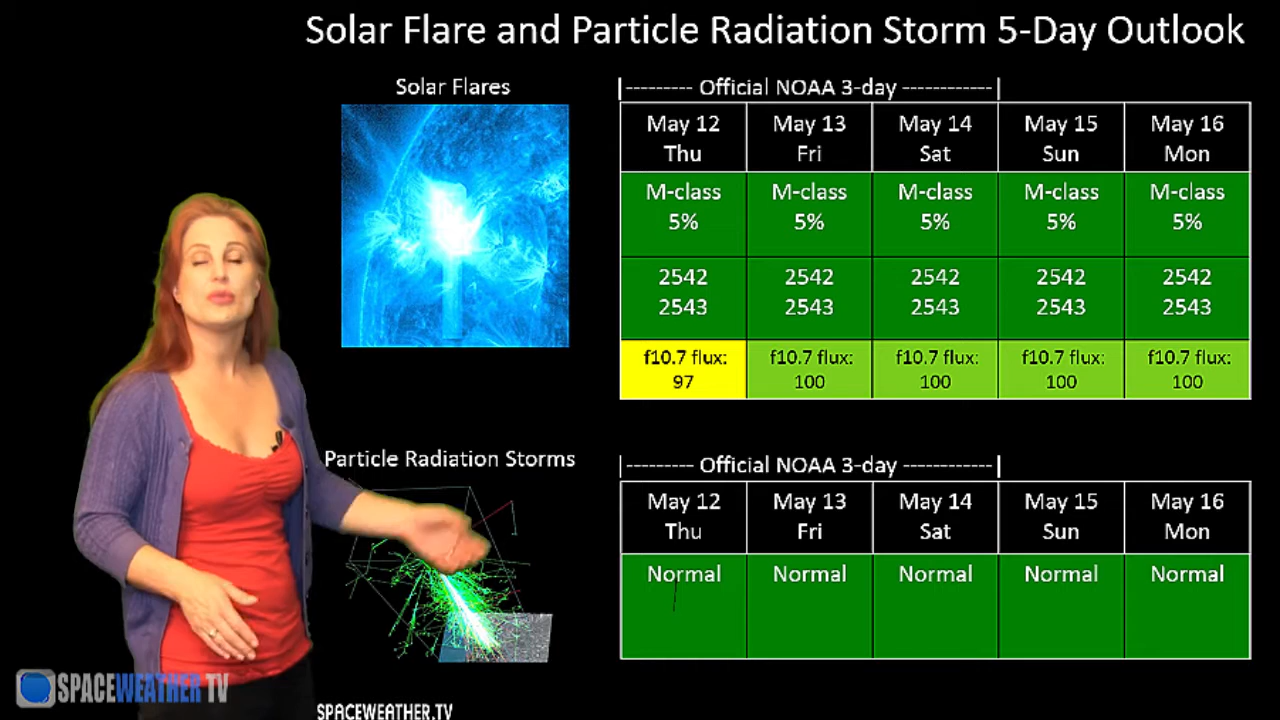 Solar Flare and Particle Radiation Storm 5-Day Outlook
Solar Flares
|--------- Official NOAA 3-day ------------|
May 12 May 13 May 14 May 15 May 16
Thu Fri Sat Sun Mon
M-class M-class M-class M-class M-class
5% 5% 5% 5% 5%
2542 2542 2542 2542 2542
2543 2543 2543 2543 2543
f10.7 flux: f10.7 flux: f10.7 flux: f10.7 flux: f10.7 flux:
97 100 100 100 100
Particle Radiation Storms
|--------- Official NOAA 3-day ------------|
May 12 May 13 May 14 May 15 May 16
Thu Fri Sat Sun Mon
Normal Normal Normal Normal Normal
SPACEWEATHER TV
SPACEWEATHER.TV